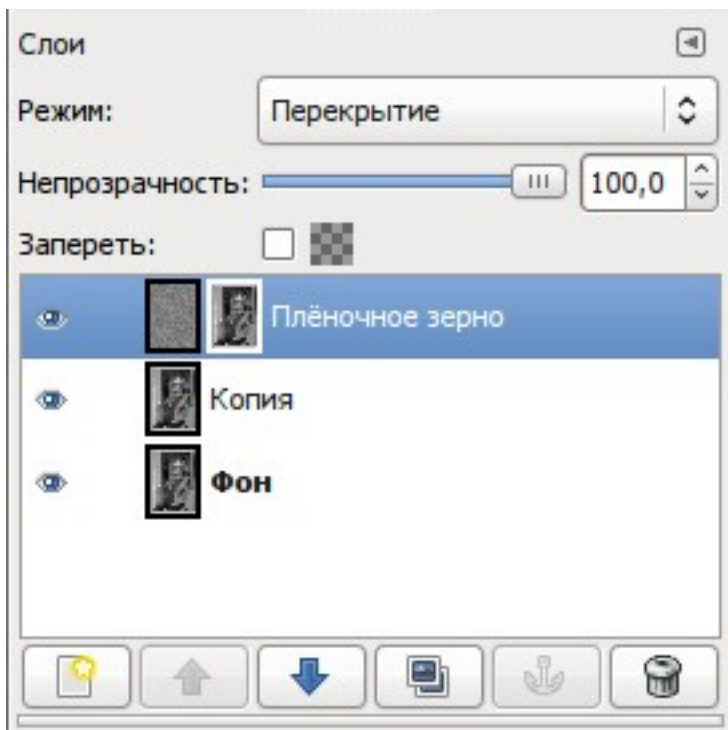 Слои
Режим: Перекрытие
Непрозрачность: 100,0
Запереть:
Плёночное зерно
Копия
Фон